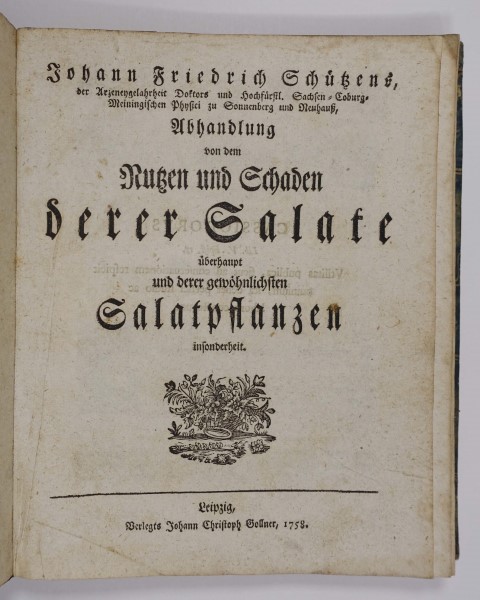 Johann Friedrich Schützens,
der Arzeneygelahrheit Doktors und Hochfürstl. Sachsen-Coburg-
Meiningischen Physici zu Sonnenberg und Neuhauß,
Abhandlung
von dem
Nutzen und Schaden
derer Salate
überhaupt
und derer gewöhnlichsten
Salatpflanzen
insonderheit.
Leipzig,
Verlegts Johann Christoph Gollner, 1758.